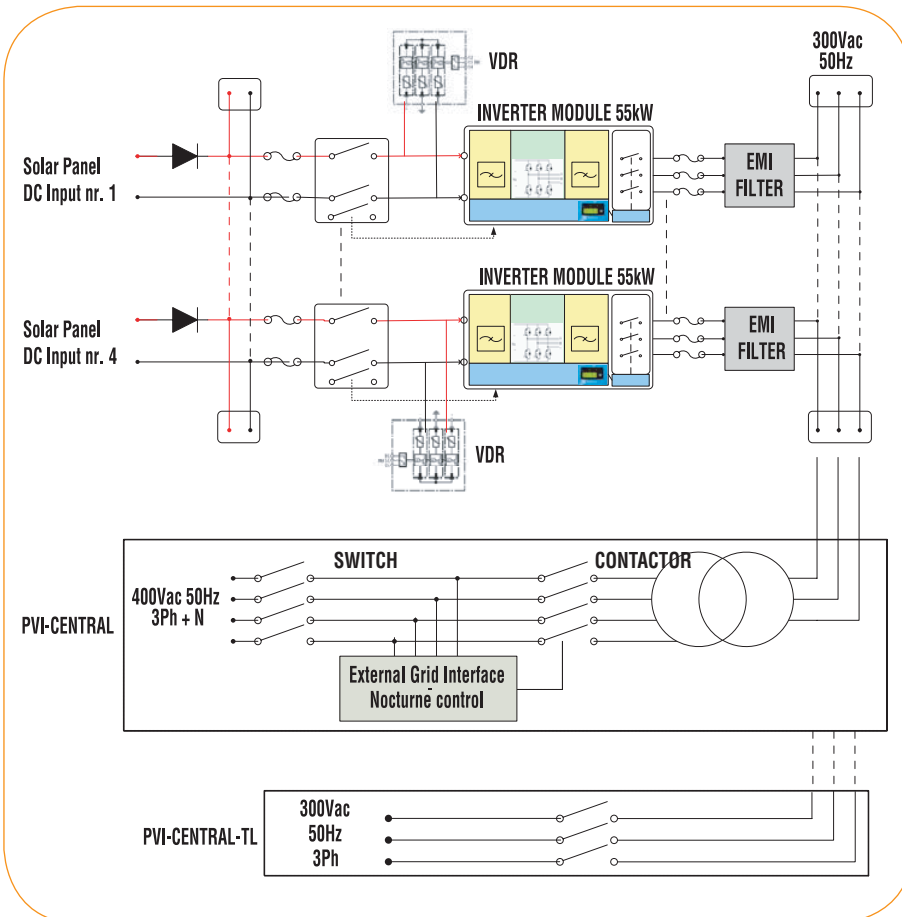 VDR
300Vac
50Hz
INVERTER MODULE 55kW
Solar Panel
DC Input nr. 1
EMI
FILTER
INVERTER MODULE 55kW
Solar Panel
DC Input nr. 4
EMI
FILTER
VDR
SWITCH
CONTACTOR
400Vac 50Hz
3Ph + N
PVI-CENTRAL
External Grid Interface
-
Nocturne control
300Vac
50Hz
3Ph
PVI-CENTRAL-TL